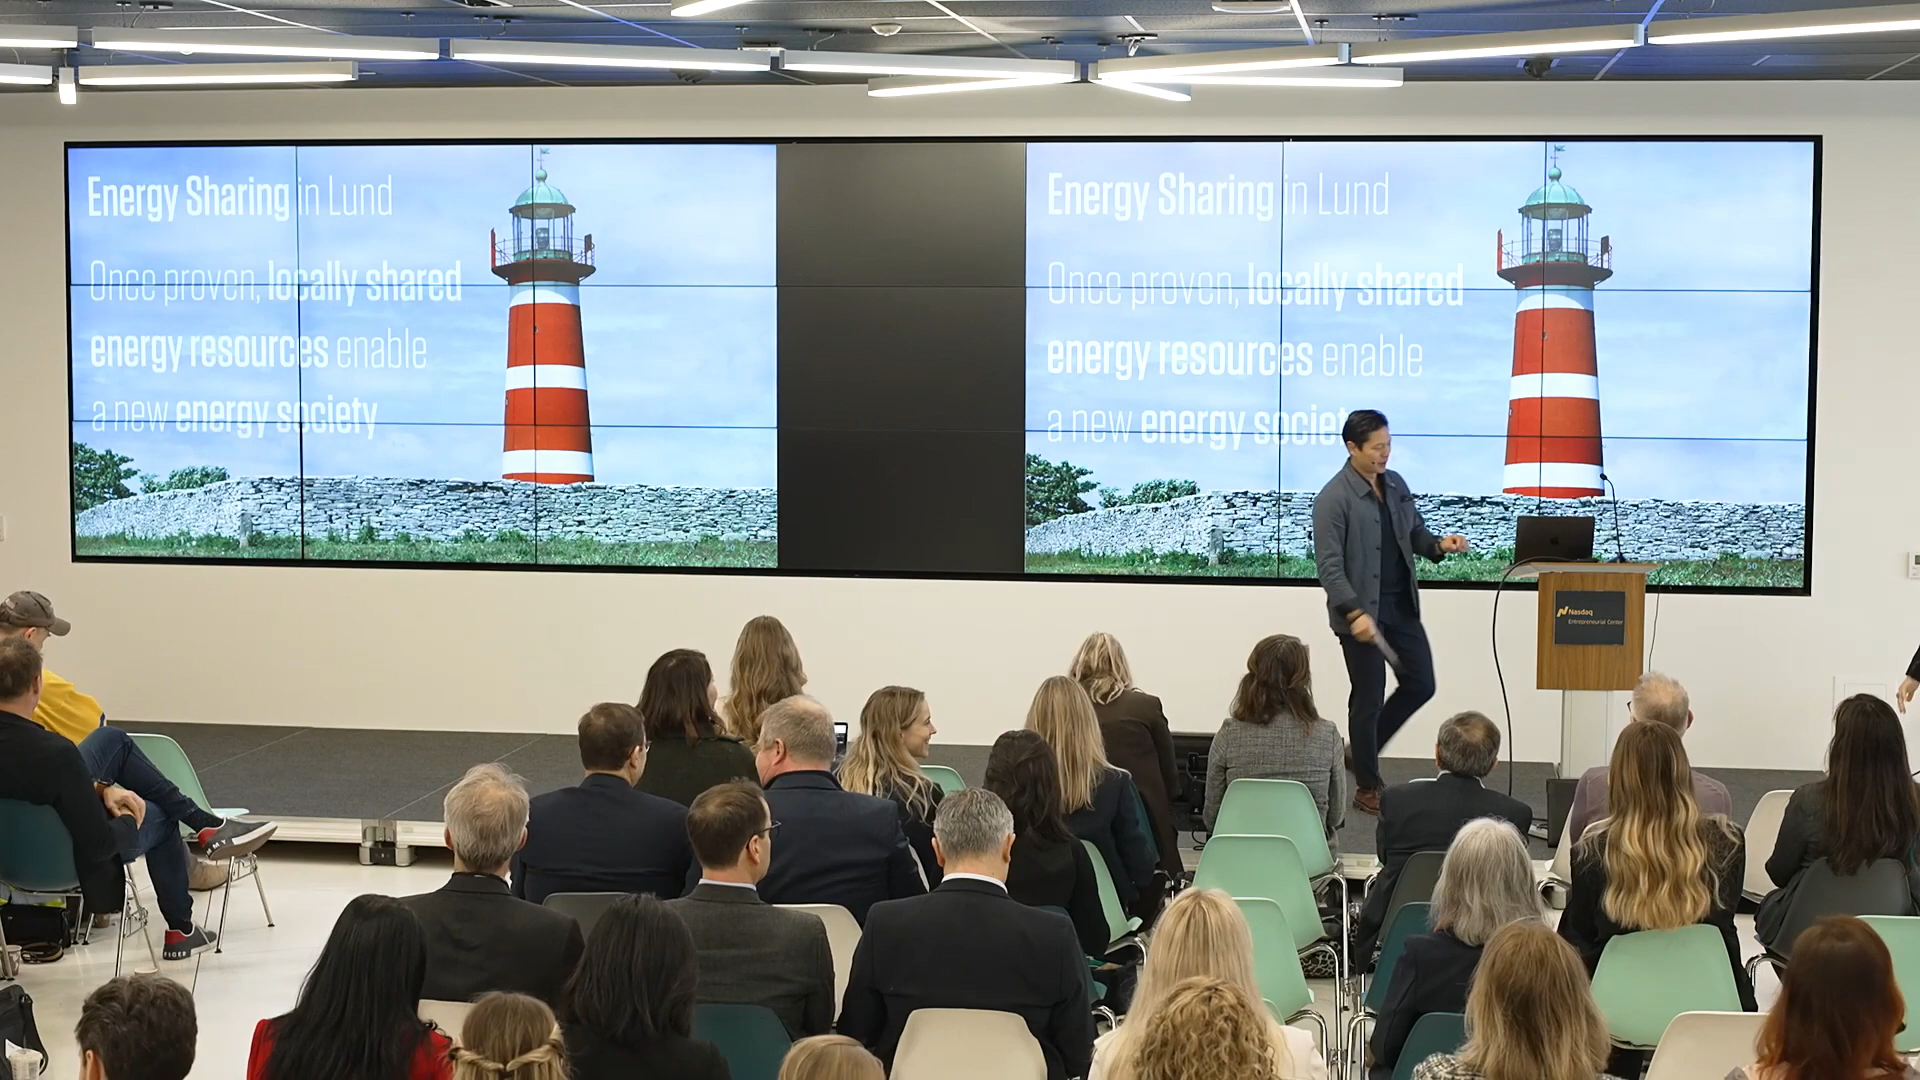 Energy Sharing in Lund
Once proven, locally shared
energy resources enable
a new energy society
Energy Sharing in Lund
Once proven, locally shared
energy resources enable
a new energy societ
Nasdaq
Entrepreneurial Center